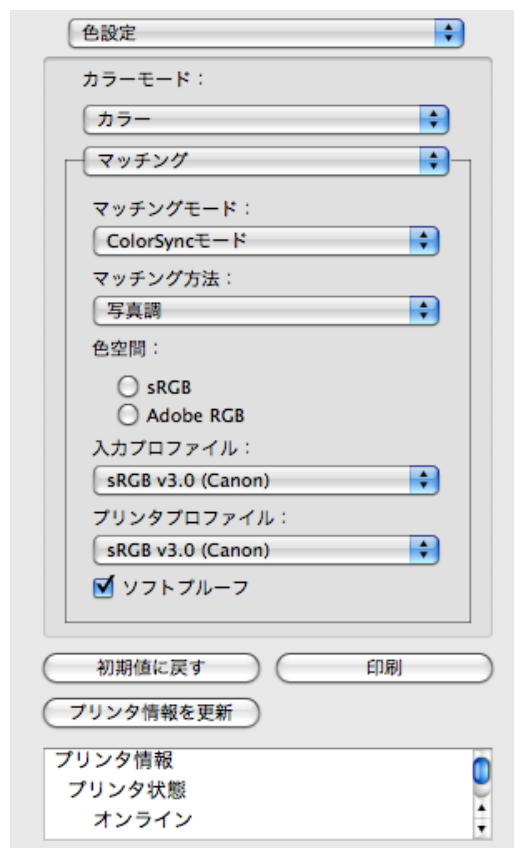 色設定
カラーモード：
カラー
マッチング
マッチングモード：
ColorSyncモード
マッチング方法：
写真調
色空間：
sRGB
Adobe RGB
入力プロファイル：
sRGB v3.0 (Canon)
プリンタプロファイル：
sRGB v3.0 (Canon)
ソフトプルーフ
初期値に戻す 印刷
プリンタ情報を更新
プリンタ情報
プリンタ状態
オンライン